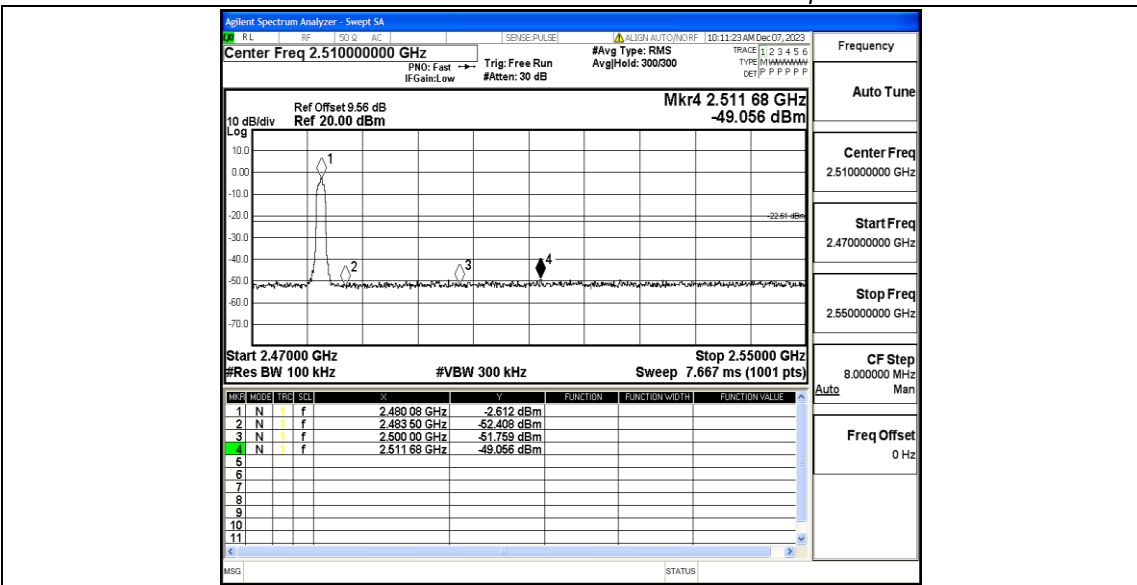 Agilent Spectrum Analyzer - Swept SA
RL RF 50 Ω AC SENSE:PULSE ALIGN AUTO/NO RF 10:11:23 AM Dec 07, 2023
Center Freq 2.510000000 GHz
PNO: Fast
IFGain:Low
Trig: Free Run
#Atten: 30 dB
#Avg Type: RMS
Avg|Hold: 300/300
TRACE 1 2 3 4 5 6
TYPE M WWWWW
DET P P P P P P
Frequency
Auto Tune
Center Freq
2.510000000 GHz
Start Freq
2.470000000 GHz
Stop Freq
2.550000000 GHz
CF Step
8.000000 MHz
Auto Man
Freq Offset
0 Hz
Mkr4 2.511 68 GHz
-49.056 dBm
Ref Offset 9.56 dB
10 dB/div Ref 20.00 dBm
Log
10.0
0.00
-10.0
-20.0
-30.0
-40.0
-50.0
-60.0
-70.0
1
2
3
4
-22.61 dBm
Start 2.47000 GHz Stop 2.55000 GHz
#Res BW 100 kHz #VBW 300 kHz Sweep 7.667 ms (1001 pts)
MKR MODE TRC SCL X Y FUNCTION FUNCTION WIDTH FUNCTION VALUE
1 N 1 f 2.480 08 GHz -2.612 dBm
2 N 1 f 2.483 50 GHz -52.408 dBm
3 N 1 f 2.500 00 GHz -51.759 dBm
4 N 1 f 2.511 68 GHz -49.056 dBm
5
6
7
8
9
10
11
MSG STATUS